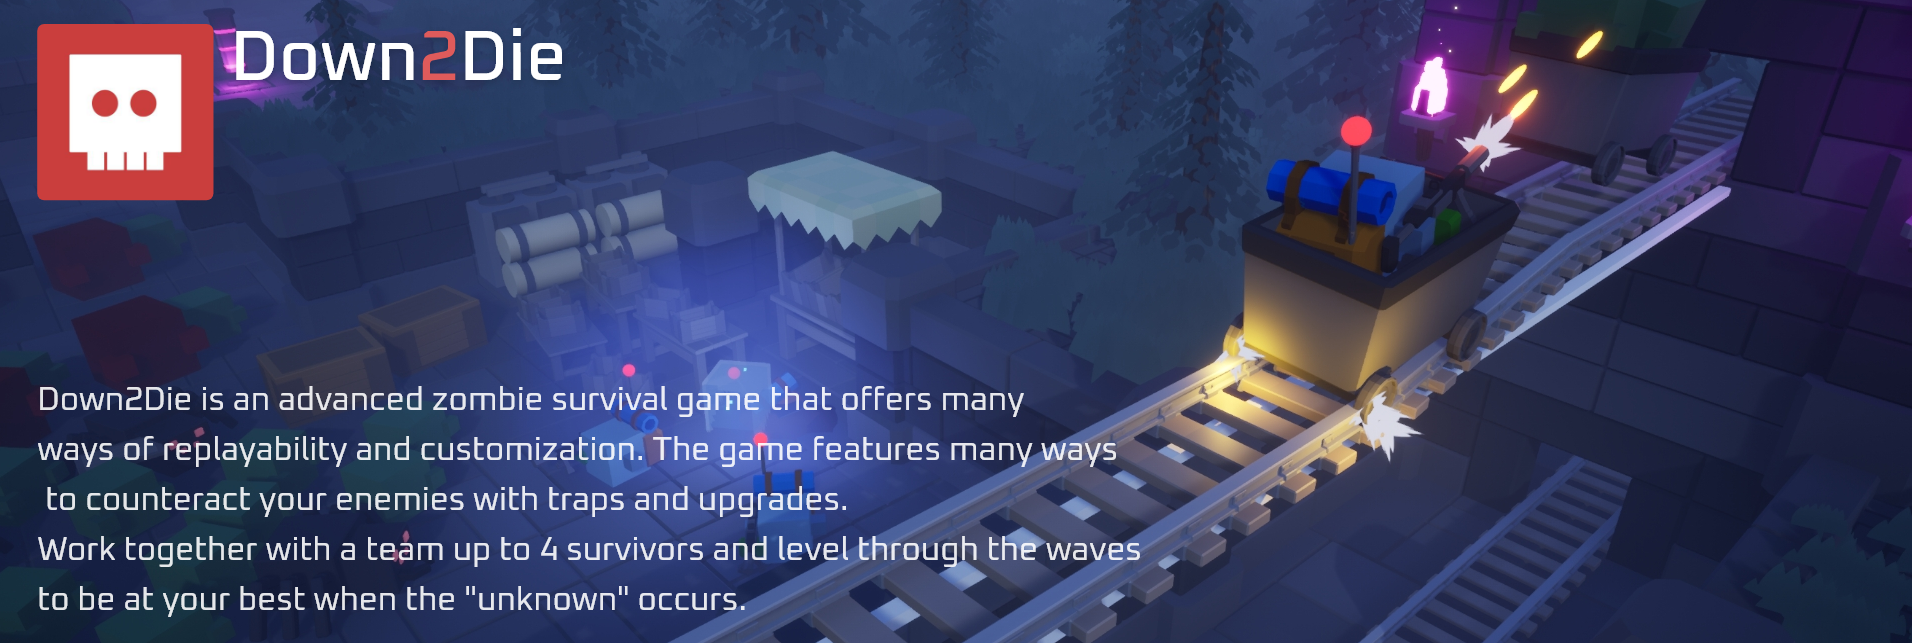 Down2Die
Down2Die is an advanced zombie survival game that offers many
ways of replayability and customization. The game features many ways
to counteract your enemies with traps and upgrades.
Work together with a team up to 4 survivors and level through the waves
to be at your best when the "unknown" occurs.